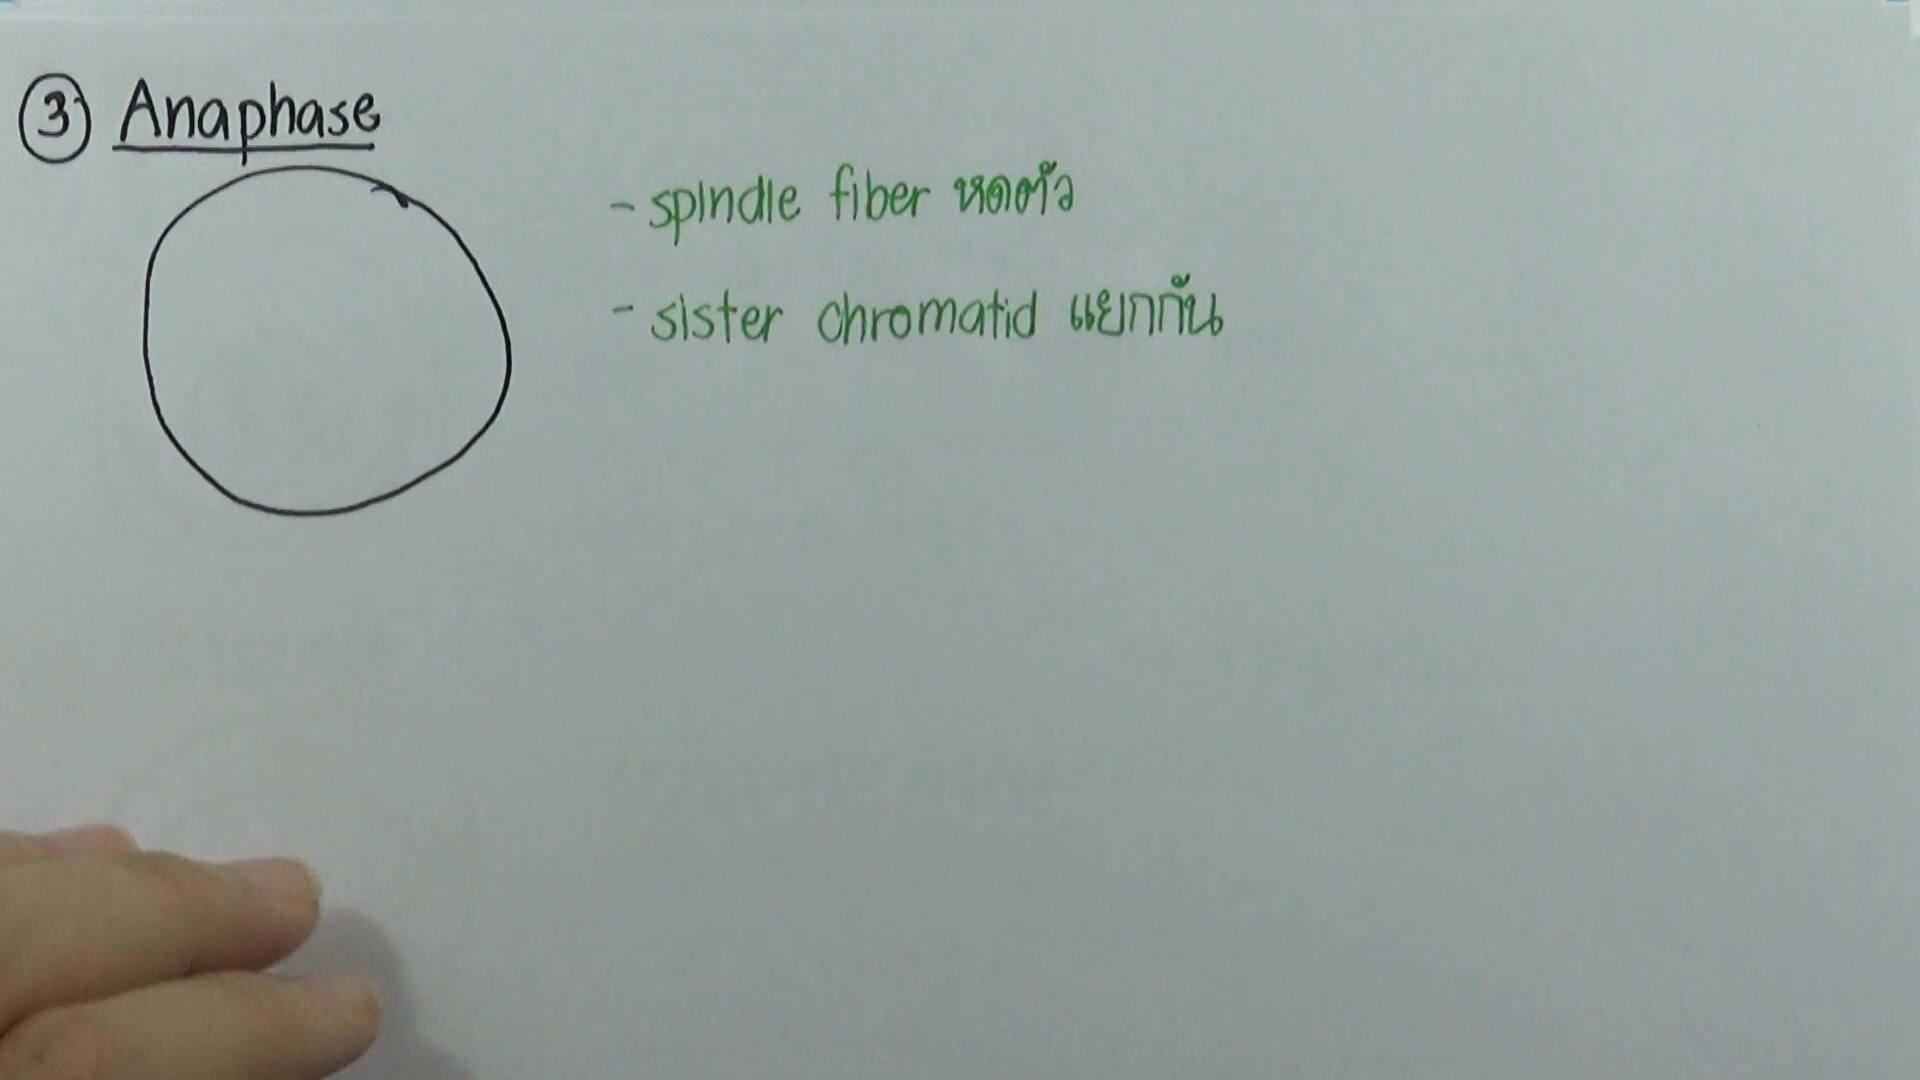 ③ Anaphase
- spindle fiber หดตัว
- sister chromatid แยกกัน